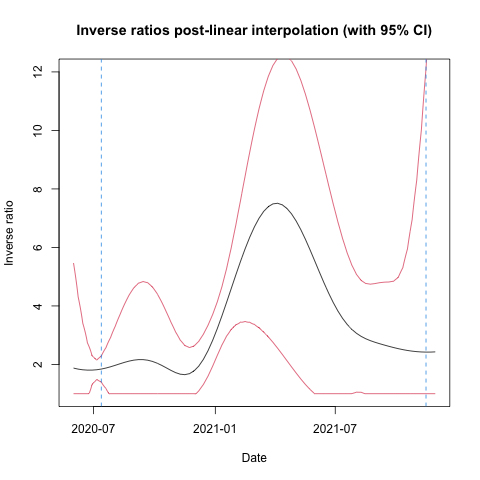 Inverse ratios post-linear interpolation (with 95% CI)
12
10
8
6
4
2
Inverse ratio
2020-07 2021-01 2021-07
Date